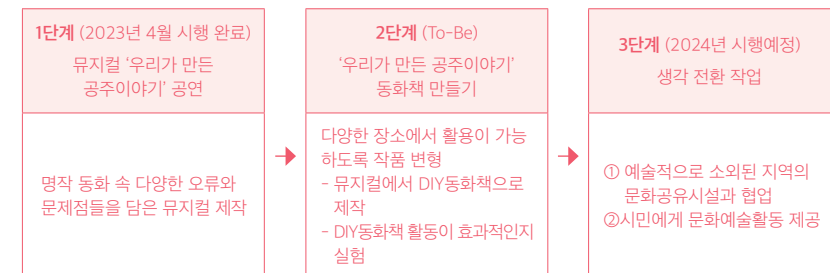 1단계 (2023년 4월 시행 완료)
뮤지컬 ‘우리가 만든
공주이야기’ 공연
명작 동화 속 다양한 오류와
문제점들을 담은 뮤지컬 제작
2단계 (To-Be)
‘우리가 만든 공주이야기’
동화책 만들기
다양한 장소에서 활용이 가능
하도록 작품 변형
- 뮤지컬에서 DIY동화책으로
제작
- DIY동화책 활동이 효과적인지
실험
3단계 (2024년 시행예정)
생각 전환 작업
① 예술적으로 소외된 지역의
문화공유시설과 협업
②시민에게 문화예술활동 제공